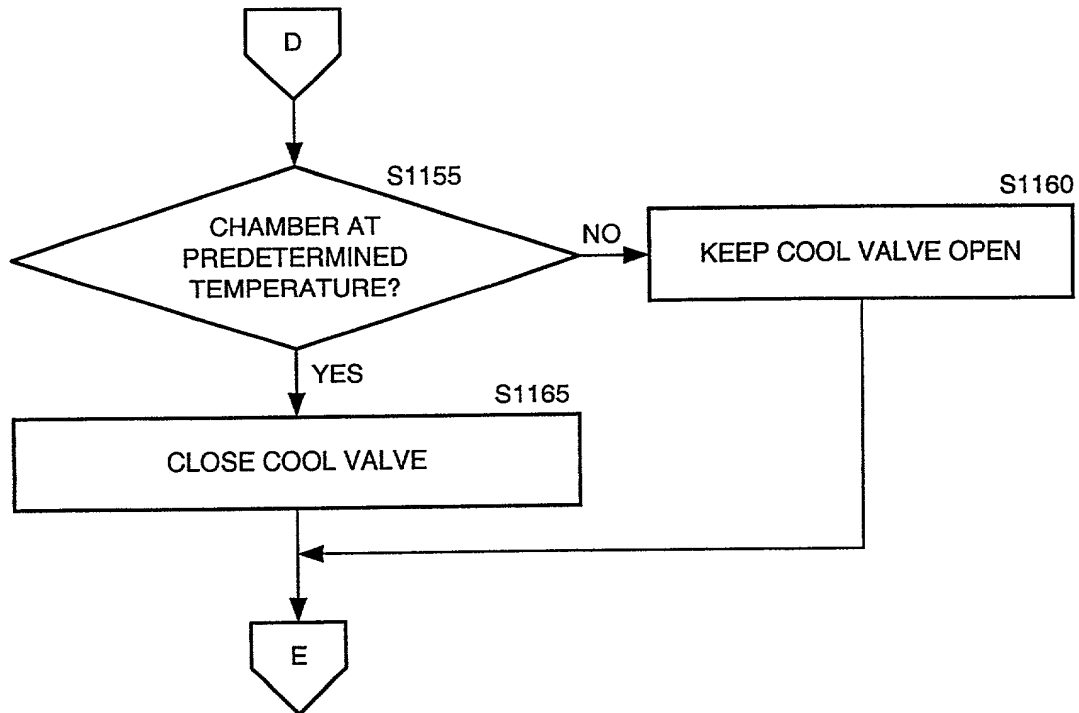 D
S1155
CHAMBER AT
PREDETERMINED
TEMPERATURE?
NO
S1160
KEEP COOL VALVE OPEN
YES
S1165
CLOSE COOL VALVE
E